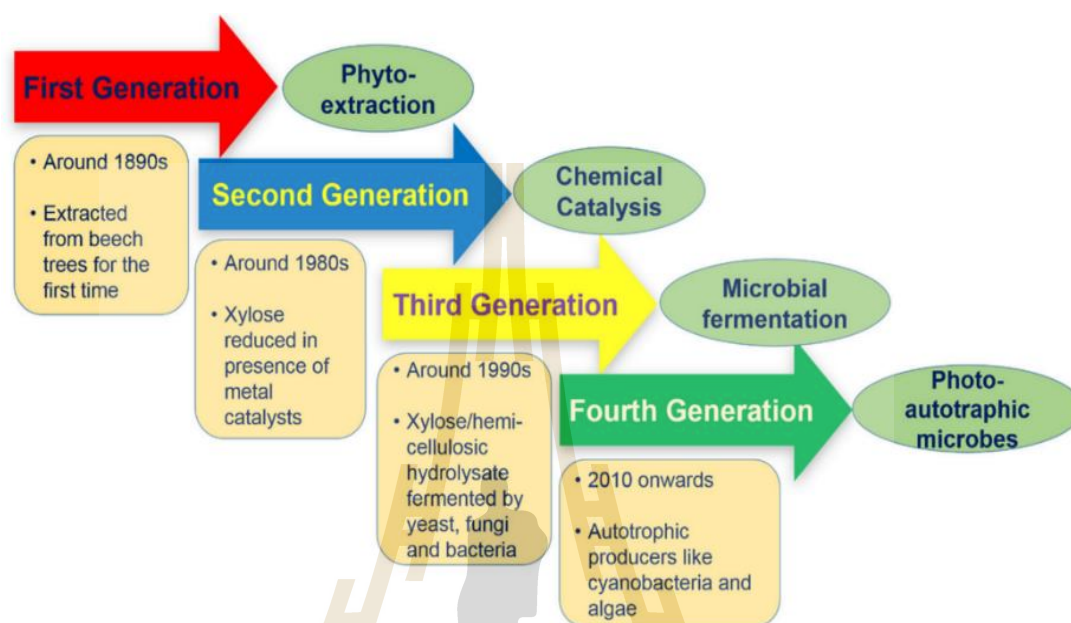 First Generation
Phyto-
extraction
• Around 1890s
• Extracted
from beech
trees for the
first time
Second Generation
Chemical
Catalysis
• Around 1980s
• Xylose
reduced in
presence of
metal
catalysts
Third Generation
Microbial
fermentation
• Around 1990s
• Xylose/hemi-
cellulosic
hydrolysate
fermented by
yeast, fungi
and bacteria
Fourth Generation
Photo-
autotraphic
microbes
• 2010 onwards
• Autotrophic
producers like
cyanobacteria and
algae